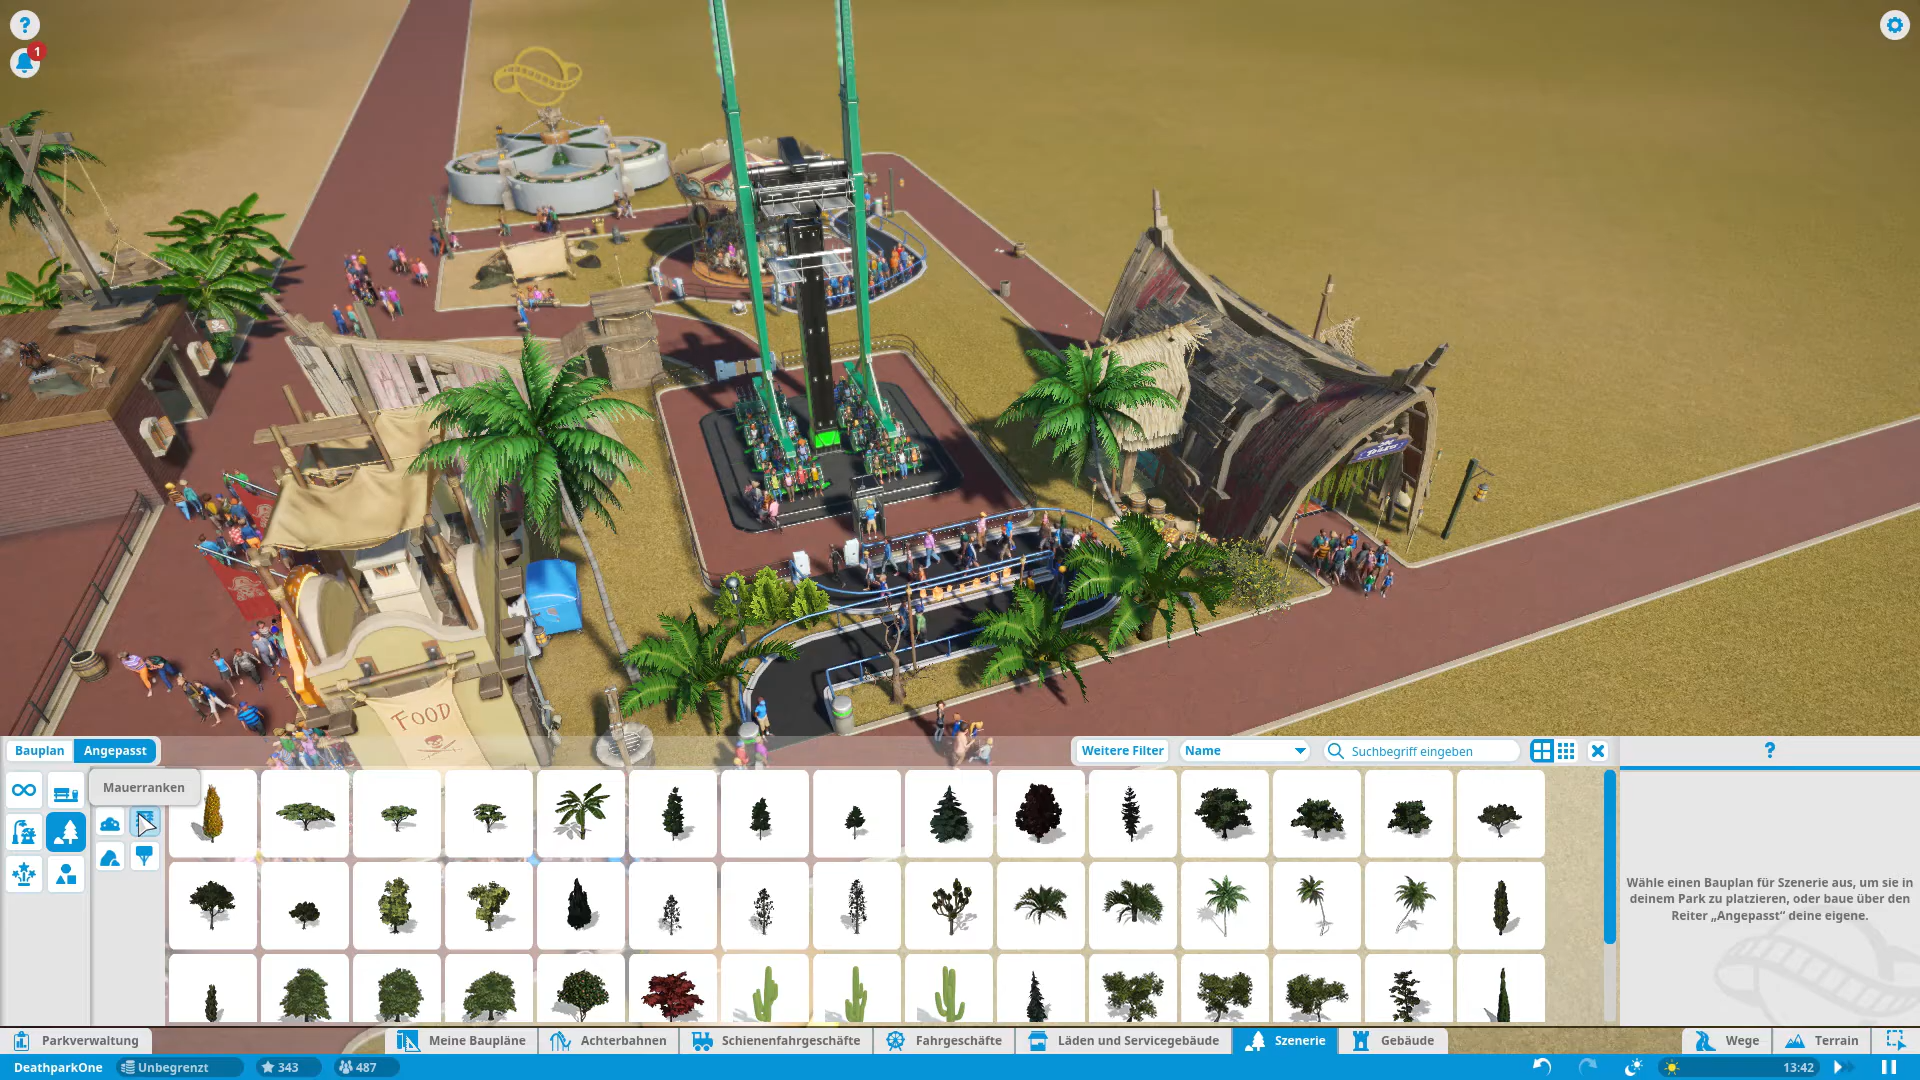 ?
1
FOOD
Bauplan
Angepasst
Weitere Filter
Name
Suchbegriff eingeben
?
Mauerranken
Wähle einen Bauplan für Szenerie aus, um sie in
deinem Park zu platzieren, oder baue über den
Reiter „Angepasst“ deine eigene.
Parkverwaltung
Meine Baupläne
Achterbahnen
Schienenfahrgeschäfte
Fahrgeschäfte
Läden und Servicegebäude
Szenerie
Gebäude
Wege
Terrain
DeathparkOne
Unbegrenzt
343
487
13:42